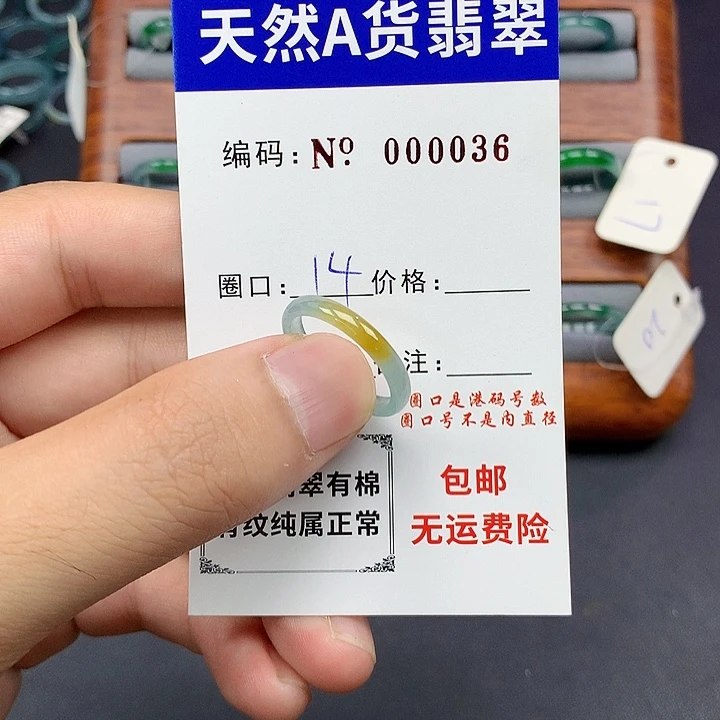 天然A货翡翠
编码：Nº 000036
圈口：14 价格：
注：
圈口是港码号数
圈口号不是内直径
翠有棉
纹纯属正常
包邮
无运费险
17
20